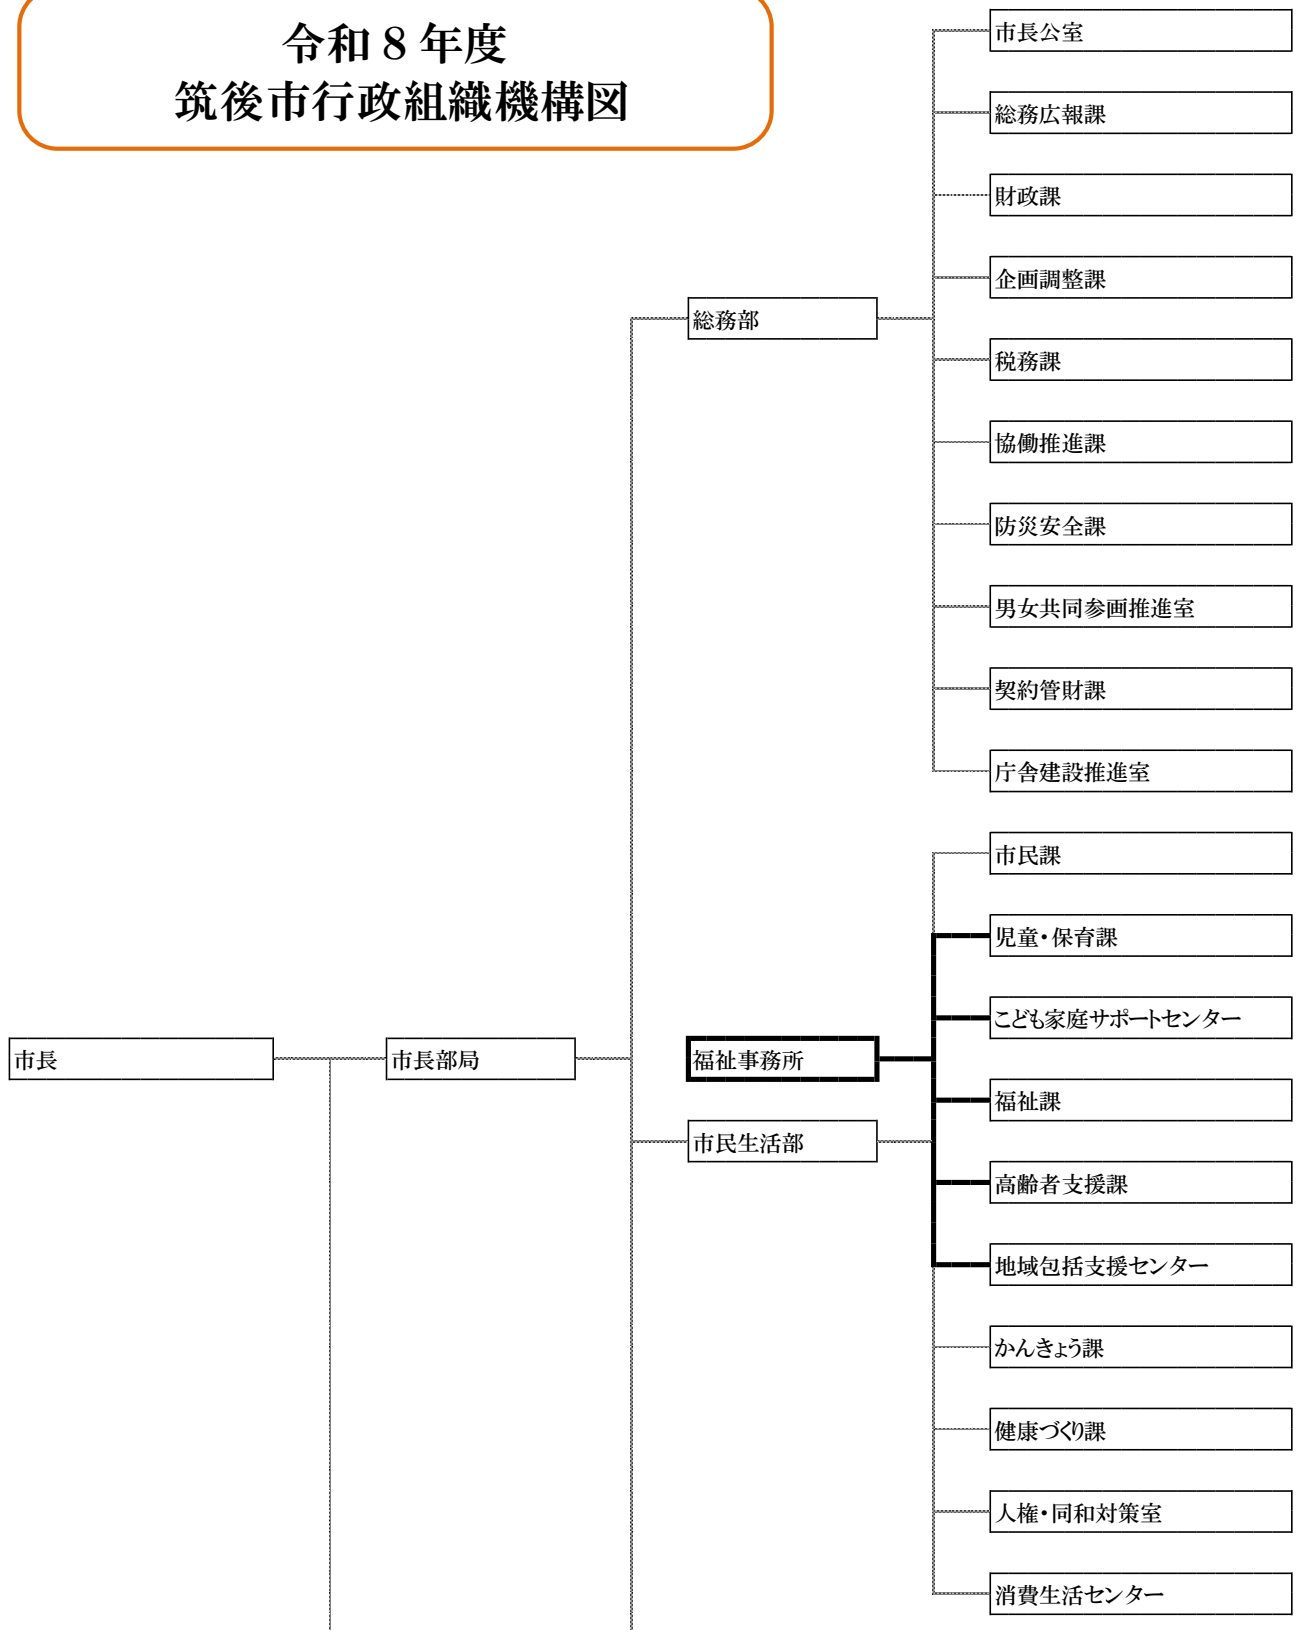 令和８年度
筑後市行政組織機構図
市長公室
総務広報課
財政課
企画調整課
総務部
税務課
協働推進課
防災安全課
男女共同参画推進室
契約管財課
庁舎建設推進室
市民課
児童・保育課
こども家庭サポートセンター
市長
市長部局
福祉事務所
福祉課
市民生活部
高齢者支援課
地域包括支援センター
かんきょう課
健康づくり課
人権・同和対策室
消費生活センター